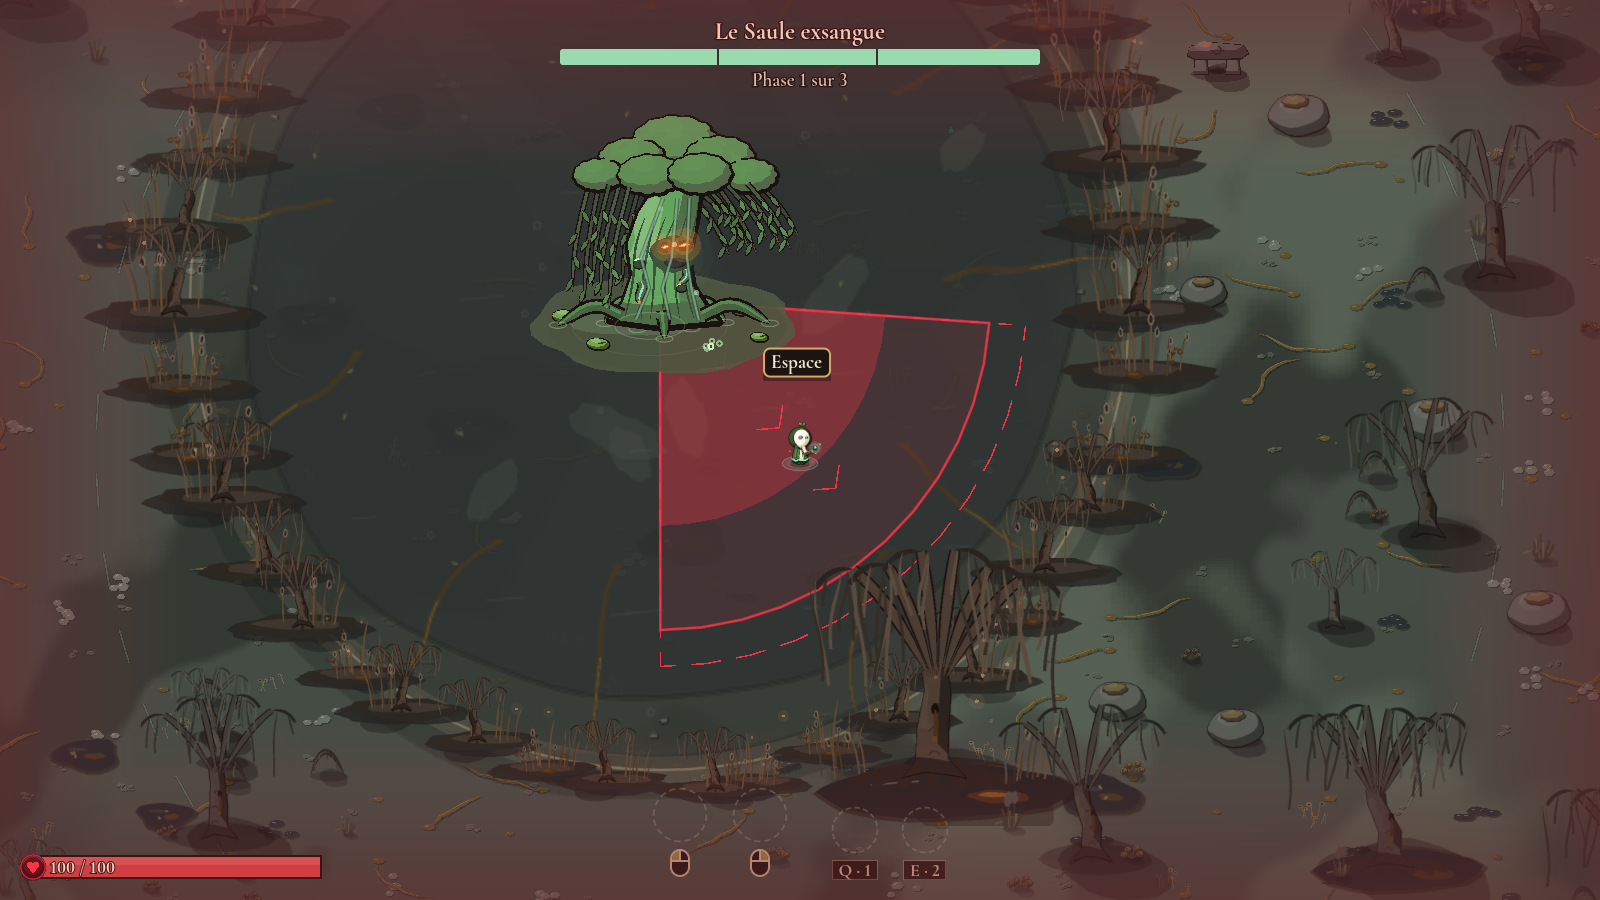 Le Saule exsangue
Phase 1 sur 3
Espace
100 / 100
Q · 1
E · 2